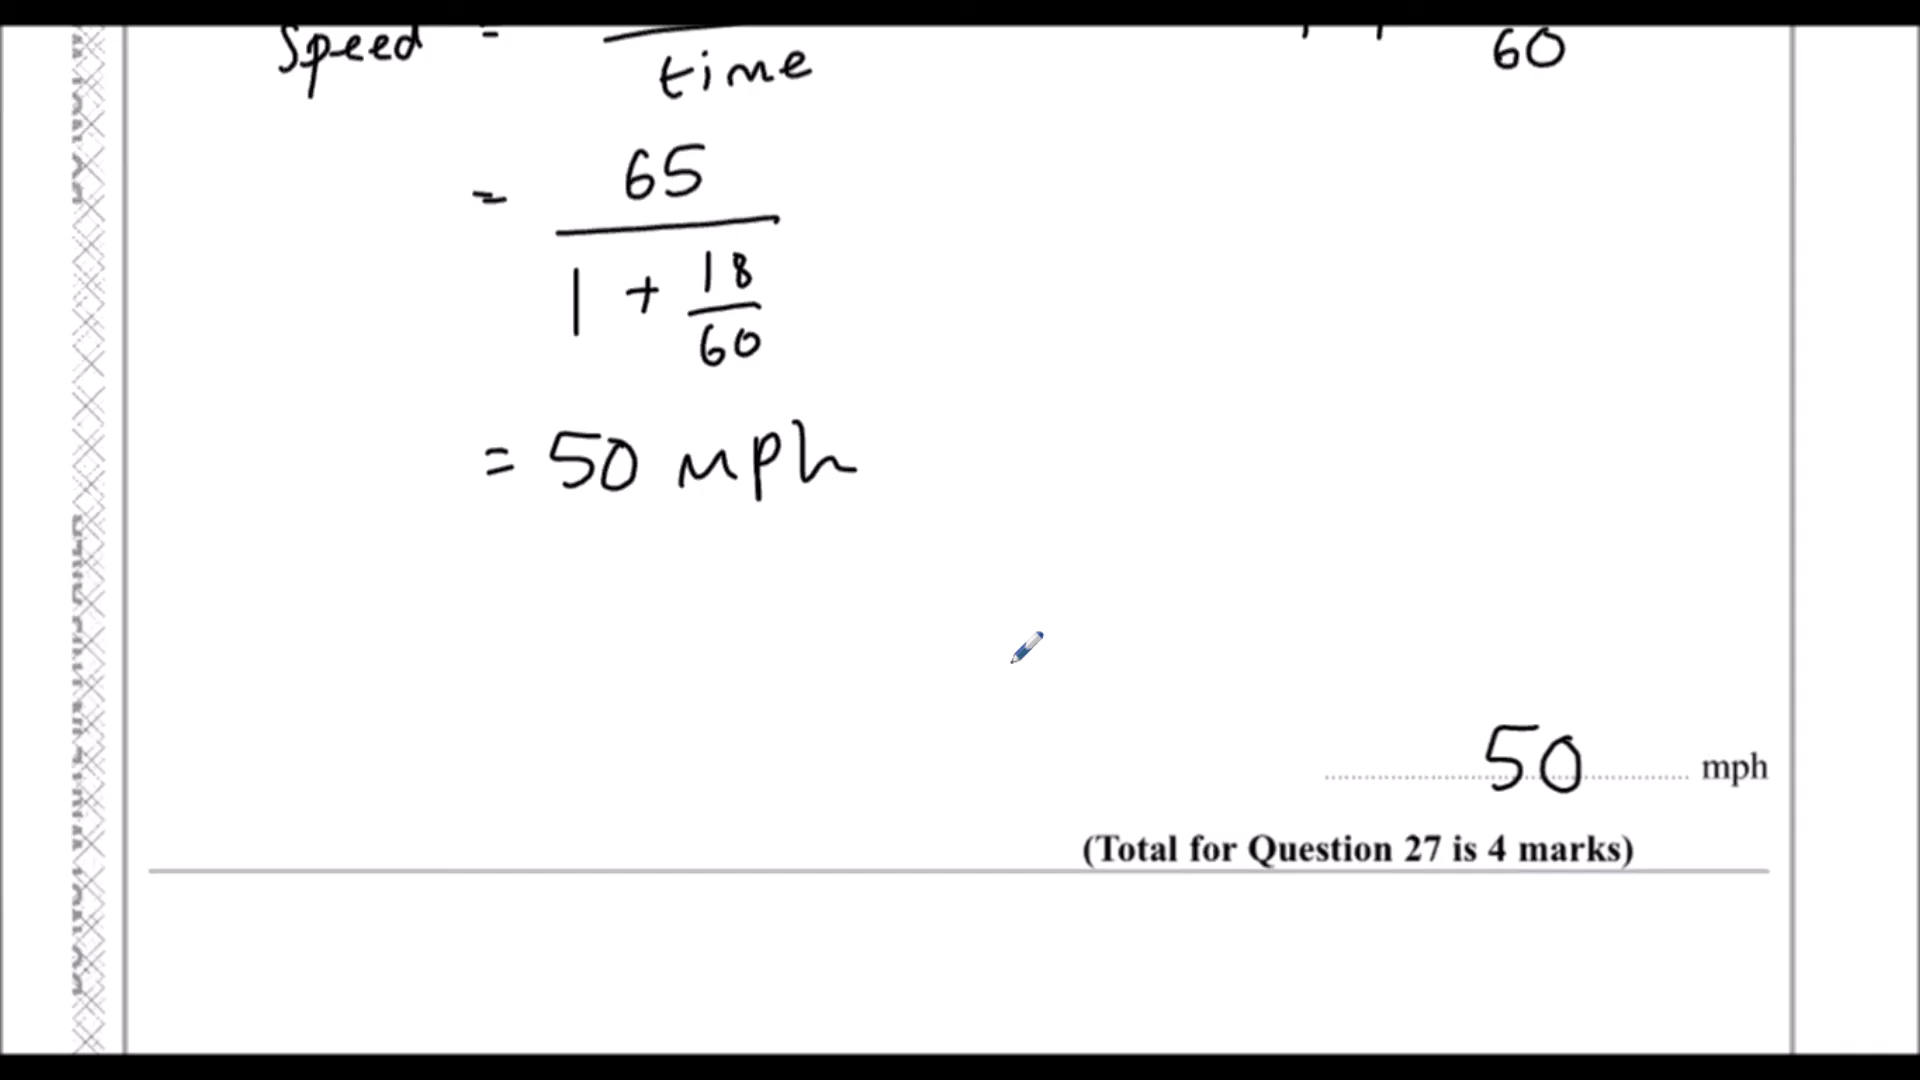 Speed =
time
60
= 65
1 + 18
60
= 50 mph
50 mph
(Total for Question 27 is 4 marks)